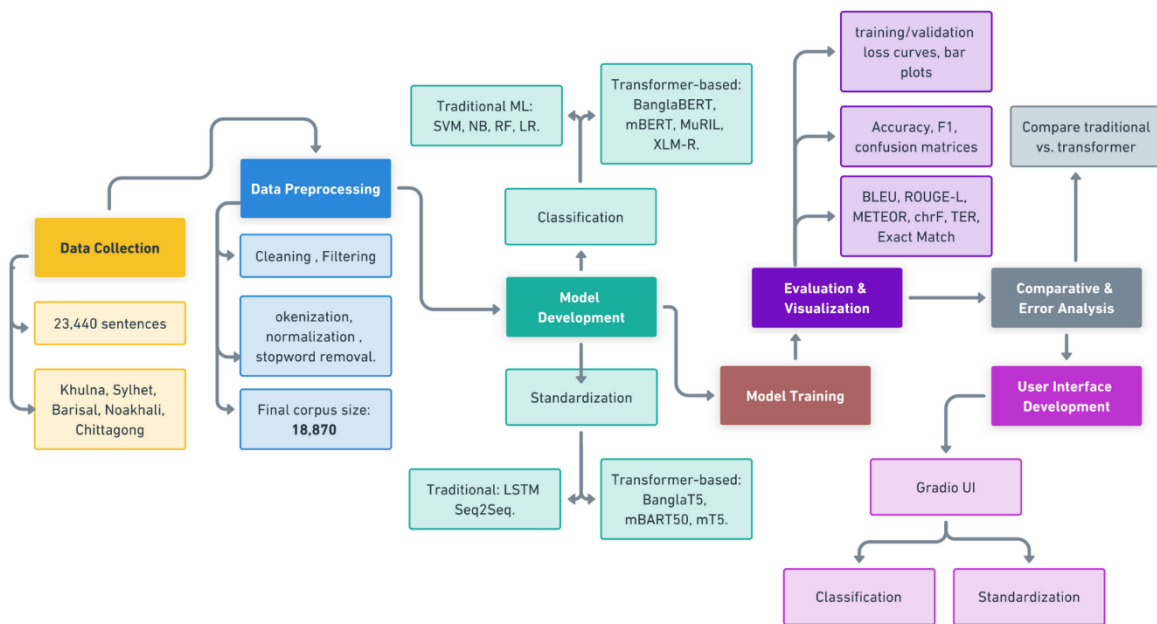 Data Collection
23,440 sentences
Khulna, Sylhet,
Barisal, Noakhali,
Chittagong
Data Preprocessing
Cleaning , Filtering
okenization,
normalization ,
stopword removal.
Final corpus size:
18,870
Traditional ML:
SVM, NB, RF, LR.
Transformer-based:
BanglaBERT,
mBERT, MuRIL,
XLM-R.
Classification
Model
Development
Standardization
Traditional: LSTM
Seq2Seq.
Transformer-based:
BanglaT5,
mBART50, mT5.
Model Training
Evaluation &
Visualization
training/validation
loss curves, bar
plots
Accuracy, F1,
confusion matrices
BLEU, ROUGE-L,
METEOR, chrF, TER,
Exact Match
Comparative &
Error Analysis
Compare traditional
vs. transformer
User Interface
Development
Gradio UI
Classification
Standardization